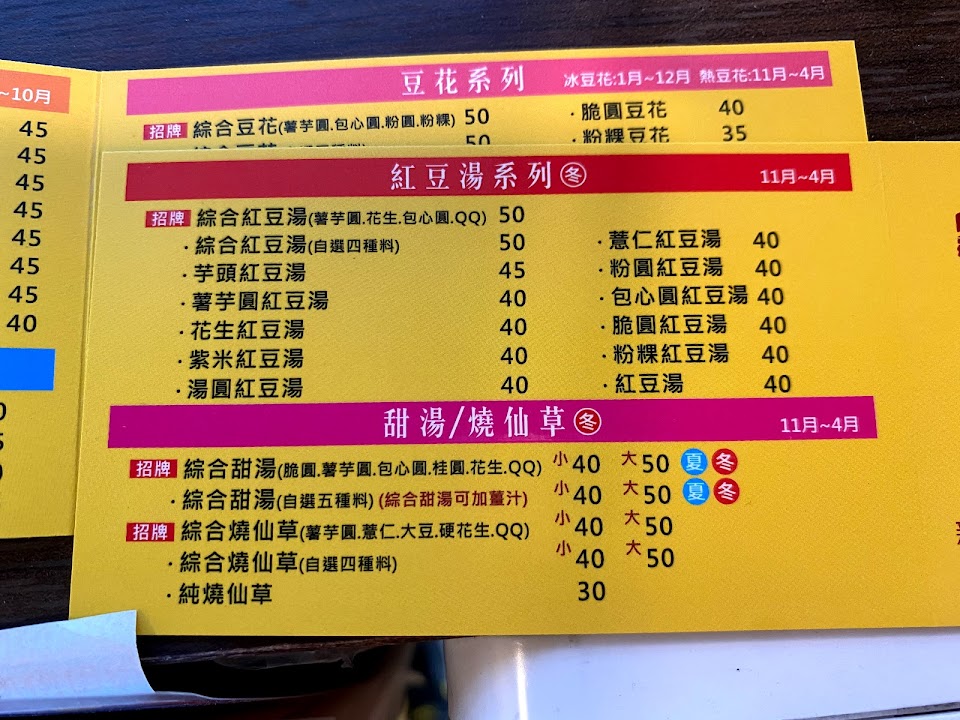 ~10月
45
45
45
45
45
45
45
40
豆花系列 冰豆花:1月~12月 熱豆花:11月~4月
招牌 綜合豆花(薯芋圓.包心圓.粉圓.粉粿) 50 ·脆圓豆花 40
50 ·粉粿豆花 35
紅豆湯系列冬 11月~4月
招牌 綜合紅豆湯(薯芋圓.花生.包心圓.QQ) 50
·綜合紅豆湯(自選四種料) 50 ·薏仁紅豆湯 40
·芋頭紅豆湯 45 ·粉圓紅豆湯 40
·薯芋圓紅豆湯 40 ·包心圓紅豆湯 40
·花生紅豆湯 40 ·脆圓紅豆湯 40
·紫米紅豆湯 40 ·粉粿紅豆湯 40
·湯圓紅豆湯 40 ·紅豆湯 40
甜湯/燒仙草冬 11月~4月
招牌 綜合甜湯(脆圓.薯芋圓.包心圓.桂圓.花生.QQ) 小40 大50 夏 冬
·綜合甜湯(自選五種料)(綜合甜湯可加薑汁) 小40 大50 夏 冬
招牌 綜合燒仙草(薯芋圓.薏仁.大豆.硬花生.QQ) 小40 大50
·綜合燒仙草(自選四種料) 小40 大50
·純燒仙草 30